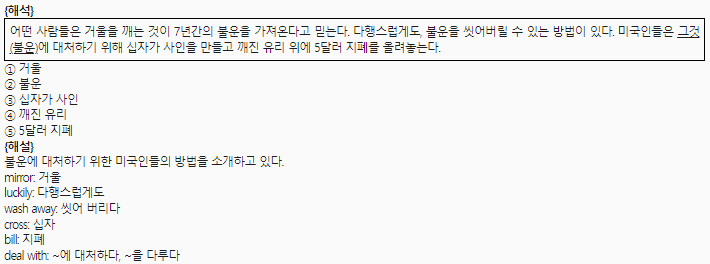 {해석}
어떤 사람들은 거울을 깨는 것이 7년간의 불운을 가져온다고 믿는다. 다행스럽게도, 불운을 씻어버릴 수 있는 방법이 있다. 미국인들은 그것
(불운)에 대처하기 위해 십자가 사인을 만들고 깨진 유리 위에 5달러 지폐를 올려놓는다.
① 거울
② 불운
③ 십자가 사인
④ 깨진 유리
⑤ 5달러 지폐
{해설}
불운에 대처하기 위한 미국인들의 방법을 소개하고 있다.
mirror: 거울
luckily: 다행스럽게도
wash away: 씻어 버리다
cross: 십자
bill: 지폐
deal with: ~에 대처하다, ~을 다루다